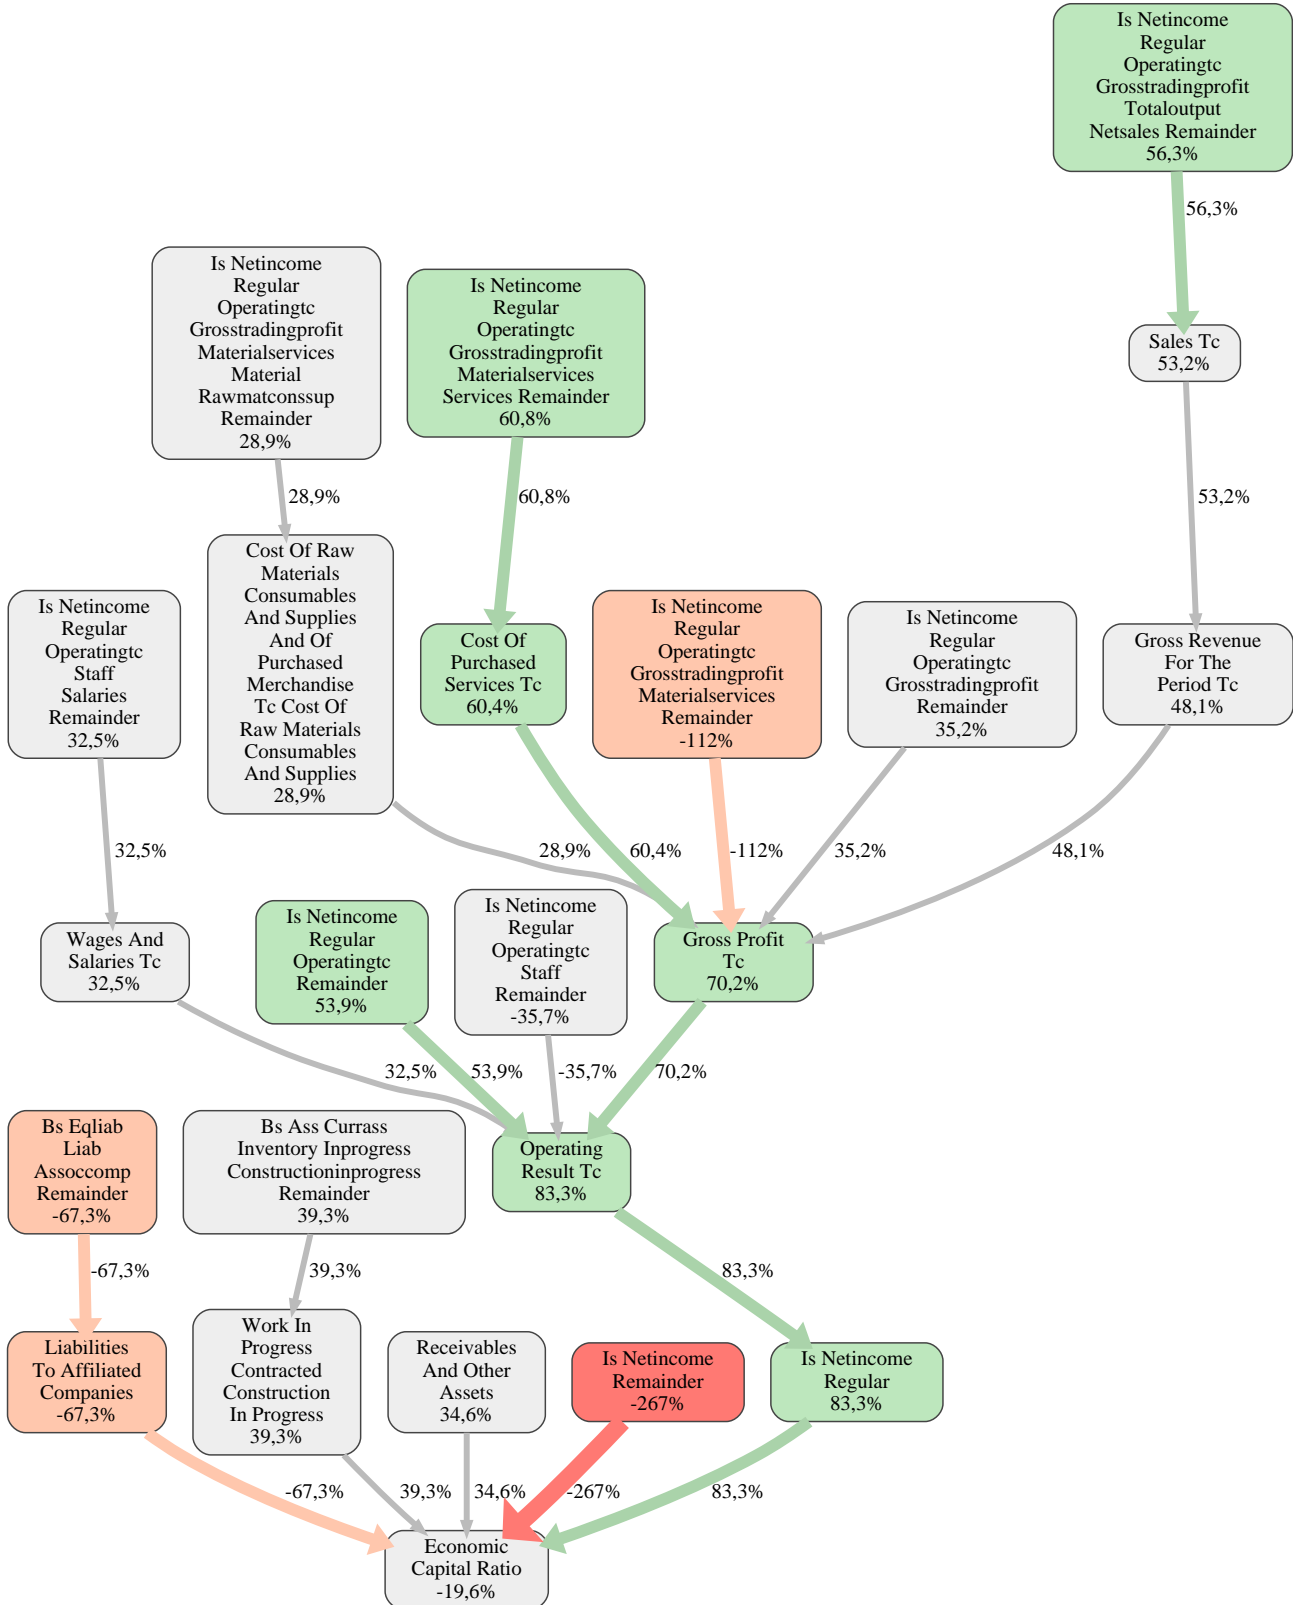 Is Netincome
Regular
Operatingtc
Grosstradingprofit
Totaloutput
Netsales Remainder
56,3%
56,3%
Is Netincome
Regular
Operatingtc
Grosstradingprofit
Materialservices
Material
Rawmatconssup
Remainder
28,9%
Is Netincome
Regular
Operatingtc
Grosstradingprofit
Materialservices
Services Remainder
60,8%
Sales Tc
53,2%
28,9%
60,8%
53,2%
Cost Of Raw
Materials
Consumables
And Supplies
And Of
Purchased
Merchandise
Tc Cost Of
Raw Materials
Consumables
And Supplies
28,9%
Is Netincome
Regular
Operatingtc
Staff
Salaries
Remainder
32,5%
Cost Of
Purchased
Services Tc
60,4%
Is Netincome
Regular
Operatingtc
Grosstradingprofit
Materialservices
Remainder
-112%
Is Netincome
Regular
Operatingtc
Grosstradingprofit
Remainder
35,2%
Gross Revenue
For The
Period Tc
48,1%
32,5%
28,9%
60,4%
-112%
35,2%
48,1%
Wages And
Salaries Tc
32,5%
Is Netincome
Regular
Operatingtc
Remainder
53,9%
Is Netincome
Regular
Operatingtc
Staff
Remainder
-35,7%
Gross Profit
Tc
70,2%
32,5%
53,9%
-35,7%
70,2%
Bs Eqliab
Liab
Assoccomp
Remainder
-67,3%
Bs Ass Currass
Inventory Inprogress
Constructioninprogress
Remainder
39,3%
Operating
Result Tc
83,3%
-67,3%
39,3%
83,3%
Liabilities
To Affiliated
Companies
-67,3%
Work In
Progress
Contracted
Construction
In Progress
39,3%
Receivables
And Other
Assets
34,6%
Is Netincome
Remainder
-267%
Is Netincome
Regular
83,3%
-67,3%
39,3%
34,6%
-267%
83,3%
Economic
Capital Ratio
-19,6%